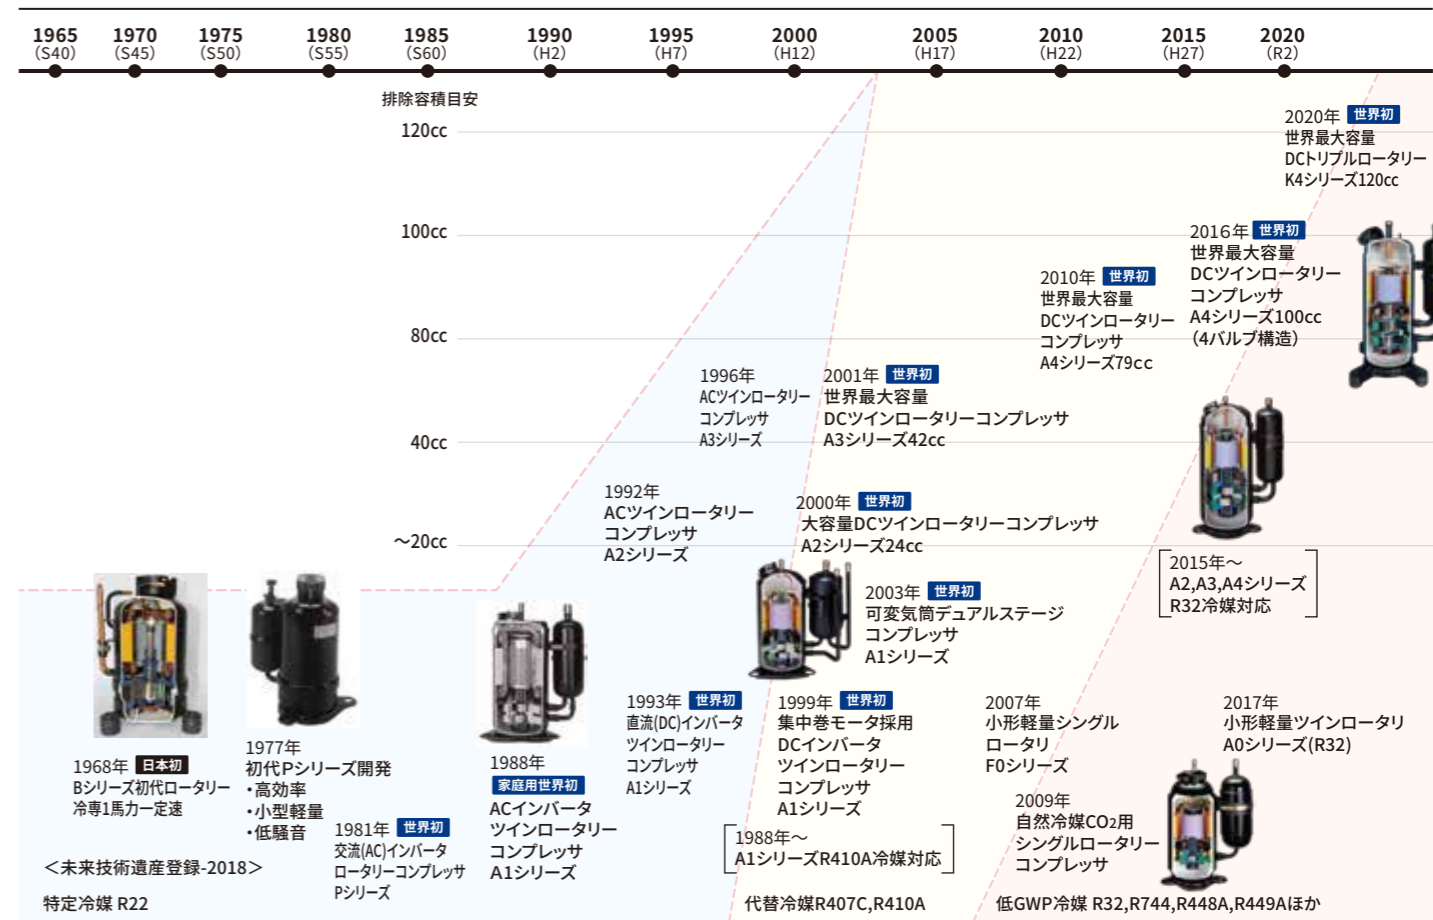 1965 1970 1975 1980 1985 1990 1995 2000 2005 2010 2015 2020
(S40) (S45) (S50) (S55) (S60) (H2) (H7) (H12) (H17) (H22) (H27) (R2)
排除容積目安
120cc
100cc
80cc
40cc
～20cc
2020年 世界初
世界最大容量
DCトリプルロータリー
K4シリーズ120cc
2016年 世界初
世界最大容量
DCツインロータリー
コンプレッサ
A4シリーズ100cc
（4バルブ構造）
2010年 世界初
世界最大容量
DCツインロータリー
コンプレッサ
A4シリーズ79cc
1996年
ACツインロータリー
コンプレッサ
A3シリーズ
2001年 世界初
世界最大容量
DCツインロータリーコンプレッサ
A3シリーズ42cc
1992年
ACツインロータリー
コンプレッサ
A2シリーズ
2000年 世界初
大容量DCツインロータリーコンプレッサ
A2シリーズ24cc
2015年～
A2,A3,A4シリーズ
R32冷媒対応
2003年 世界初
可変気筒デュアルステージ
コンプレッサ
A1シリーズ
1968年 日本初
Bシリーズ初代ロータリー
冷専1馬力一定速
1977年
初代Pシリーズ開発
・高効率
・小型軽量
・低騒音
1981年 世界初
交流(AC)インバータ
ロータリーコンプレッサ
Pシリーズ
1988年
家庭用世界初
ACインバータ
ツインロータリー
コンプレッサ
A1シリーズ
1993年 世界初
直流(DC)インバータ
ツインロータリー
コンプレッサ
A1シリーズ
1999年 世界初
集中巻モータ採用
DCインバータ
ツインロータリー
コンプレッサ
A1シリーズ
1988年～
A1シリーズR410A冷媒対応
2007年
小形軽量シングル
ロータリ
F0シリーズ
2009年
自然冷媒CO2用
シングルロータリー
コンプレッサ
2017年
小形軽量ツインロータリ
A0シリーズ(R32)
＜未来技術遺産登録-2018＞
特定冷媒 R22
代替冷媒R407C,R410A
低GWP冷媒 R32,R744,R448A,R449Aほか